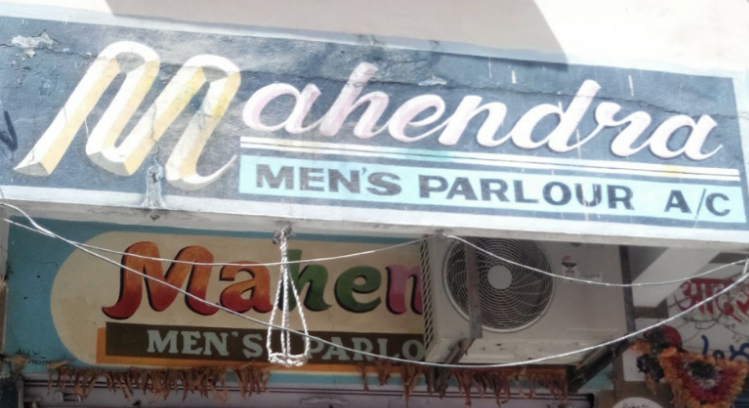 Mahendra
MEN'S PARLOUR A/C
Mahen
MEN'S PARLO